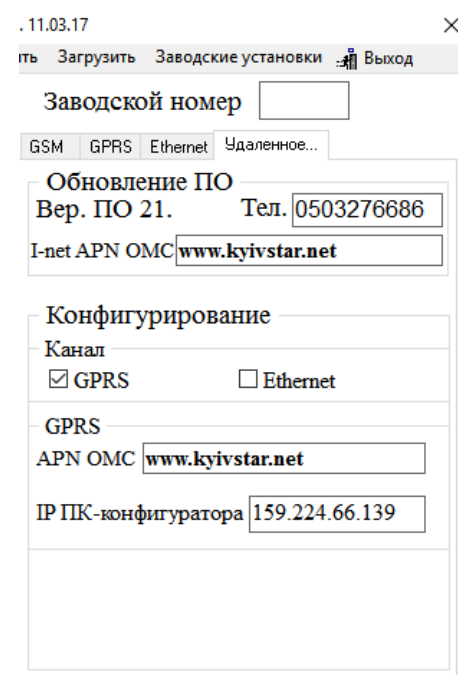 . 11.03.17
ть Загрузить Заводские установки Выход
Заводской номер
GSM GPRS Ethernet Удаленное...
Обновление ПО
Вер. ПО 21. Тел. 0503276686
I-net APN ОМС www.kyivstar.net
Конфигурирование
Канал
GPRS Ethernet
GPRS
APN ОМС www.kyivstar.net
IP ПК-конфигуратора 159.224.66.139